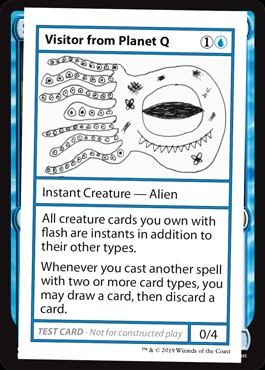 Visitor from Planet Q 1
Instant Creature — Alien
All creature cards you own with
flash are instants in addition to
their other types.
Whenever you cast another spell
with two or more card types, you
may draw a card, then discard a
card.
TEST CARD - Not for constructed play
0/4
™ & © 2019 Wizards of the Coast